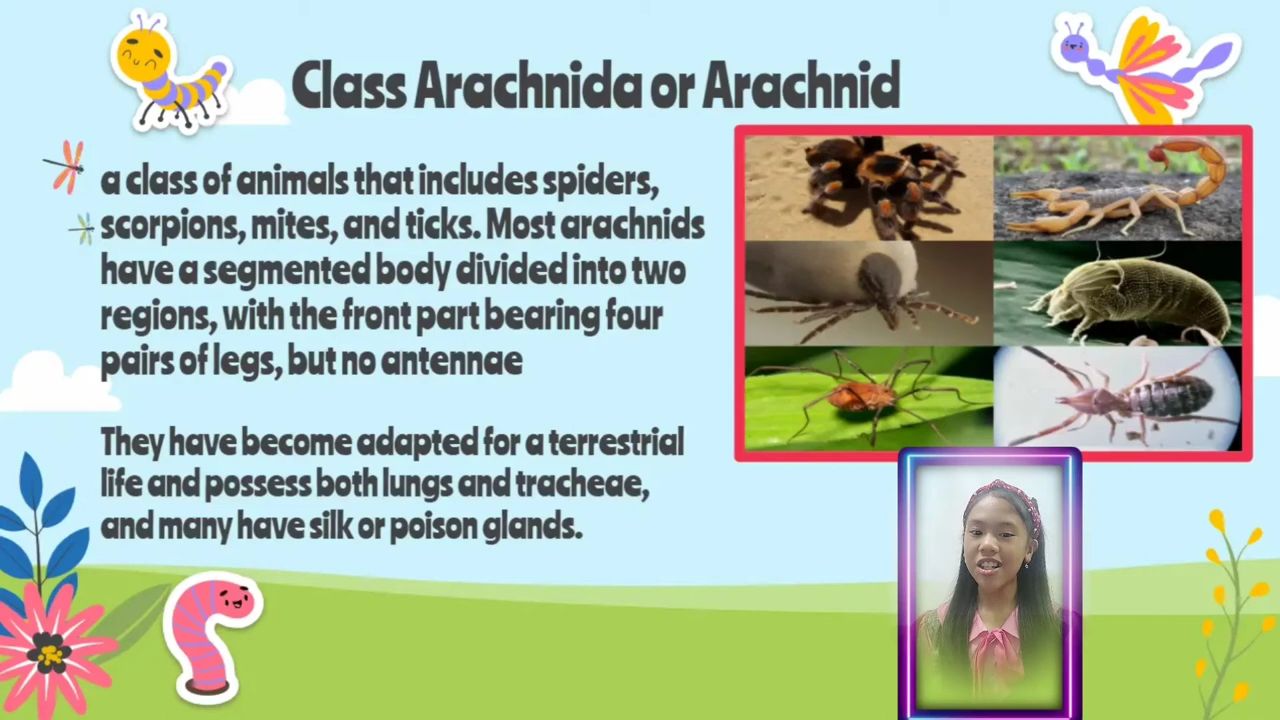 Class Arachnida or Arachnid
a class of animals that includes spiders,
scorpions, mites, and ticks. Most arachnids
have a segmented body divided into two
regions, with the front part bearing four
pairs of legs, but no antennae
They have become adapted for a terrestrial
life and possess both lungs and tracheae,
and many have silk or poison glands.